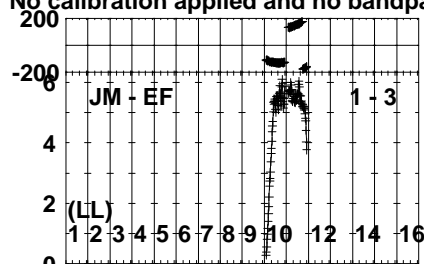 No calibration applied and no bandpa
200
-200
6
JM - EF 1 - 3
4
2
(LL)
1 2 3 4 5 6 7 8 9 10 12 14 16
0